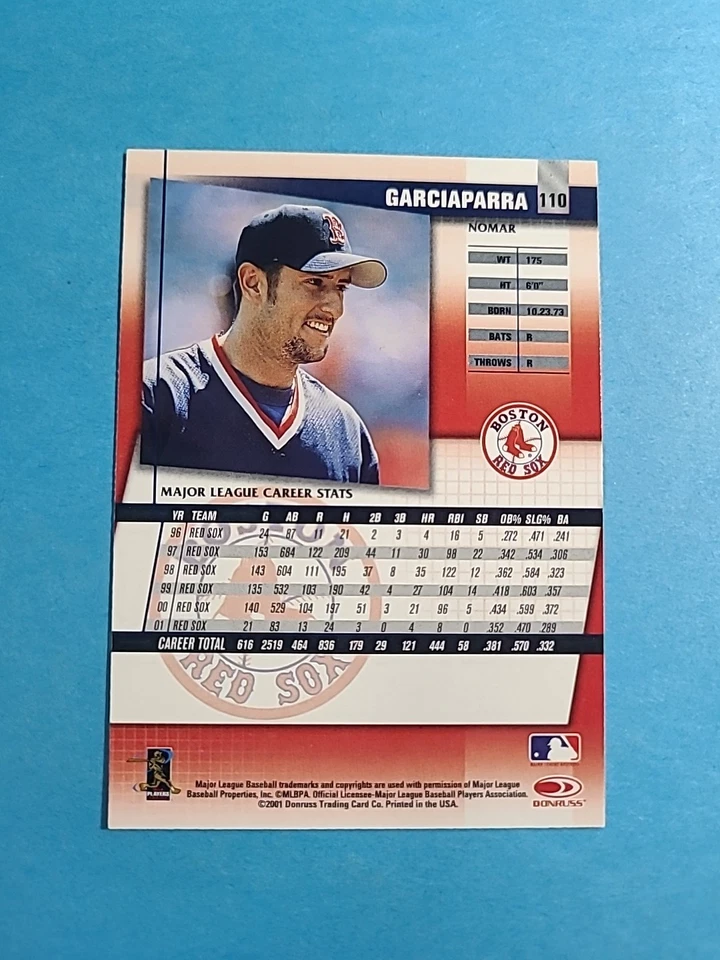 GARCIAPARRA 110
NOMAR
WT 175
HT 6'0"
BORN 10.23.73
BATS R
THROWS R
BOSTON
RED SOX
MAJOR LEAGUE CAREER STATS
YR TEAM G AB R H 2B 3B HR RBI SB OB% SLG% BA
96 RED SOX 24 87 11 21 2 3 4 16 5 .272 .471 .241
97 RED SOX 153 684 122 209 44 11 30 98 22 .342 .534 .306
98 RED SOX 143 604 111 195 37 8 35 122 12 .362 .584 .323
99 RED SOX 135 532 103 190 42 4 27 104 14 .418 .603 .357
00 RED SOX 140 529 104 197 51 3 21 96 5 .434 .599 .372
01 RED SOX 21 83 13 24 3 0 4 8 0 .352 .470 .289
CAREER TOTAL 616 2519 464 836 179 29 121 444 58 .381 .570 .332
BOSTON
RED SOX
PLAYERS
Major League Baseball trademarks and copyrights are used with permission of Major League
Baseball Properties, Inc. ©MLBPA. Official Licensee-Major League Baseball Players Association.
©2001 Donruss Trading Card Co. Printed in the USA.
DONRUSS